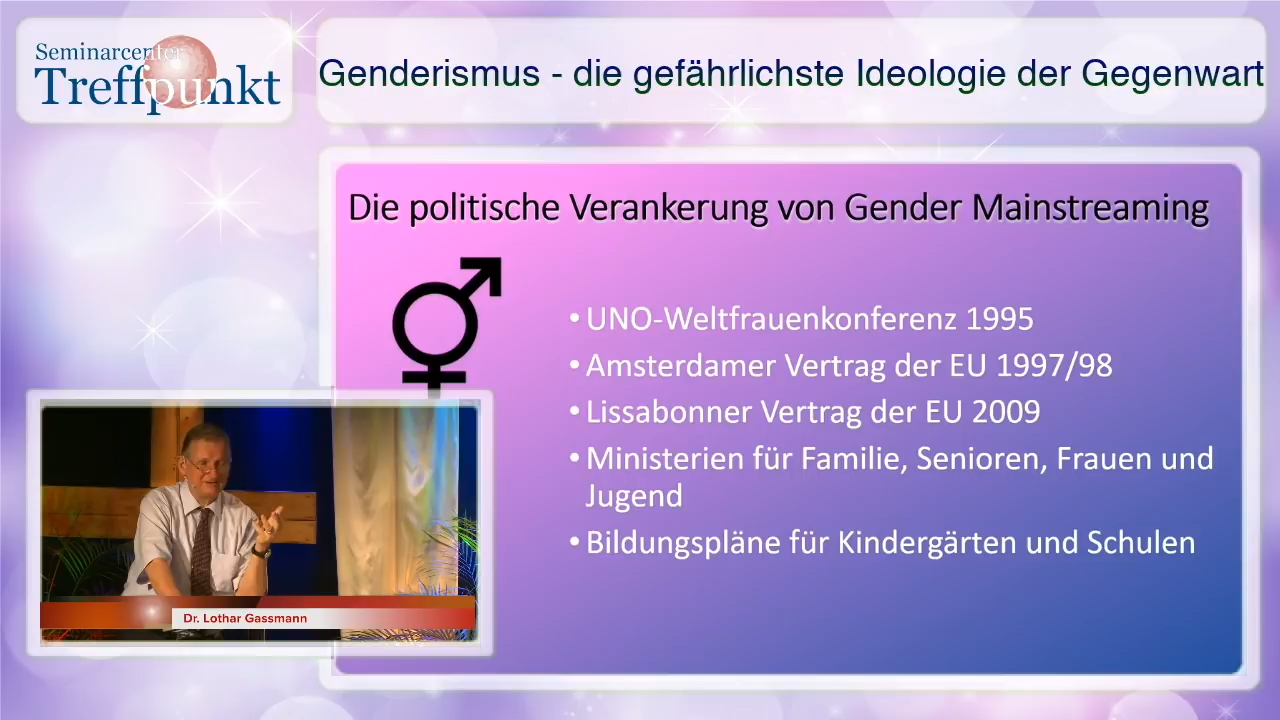 Seminarcenter
Treffpunkt
Genderismus - die gefährlichste Ideologie der Gegenwart
Die politische Verankerung von Gender Mainstreaming
• UNO-Weltfrauenkonferenz 1995
• Amsterdamer Vertrag der EU 1997/98
• Lissabonner Vertrag der EU 2009
• Ministerien für Familie, Senioren, Frauen und
Jugend
• Bildungspläne für Kindergärten und Schulen
Dr. Lothar Gassmann